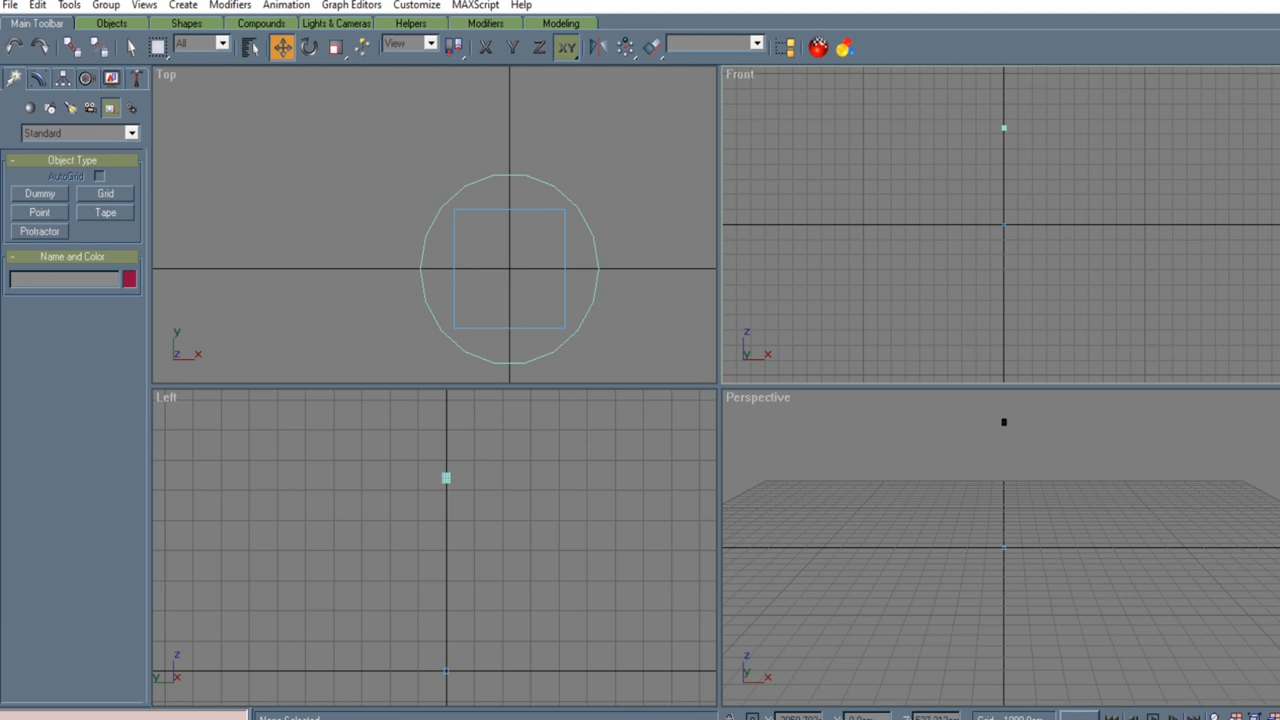 File Edit Tools Group Views Create Modifiers Animation Graph Editors Customize MAXScript Help
Main Toolbar Objects Shapes Compounds Lights & Cameras Helpers Modifiers Modeling
All View X Y Z XY
Top
Front
Standard
- Object Type
AutoGrid
Dummy Grid
Point Tape
Protractor
- Name and Color
y
z x
z
y x
Left
Perspective
z
y x
z
y x
None Selected